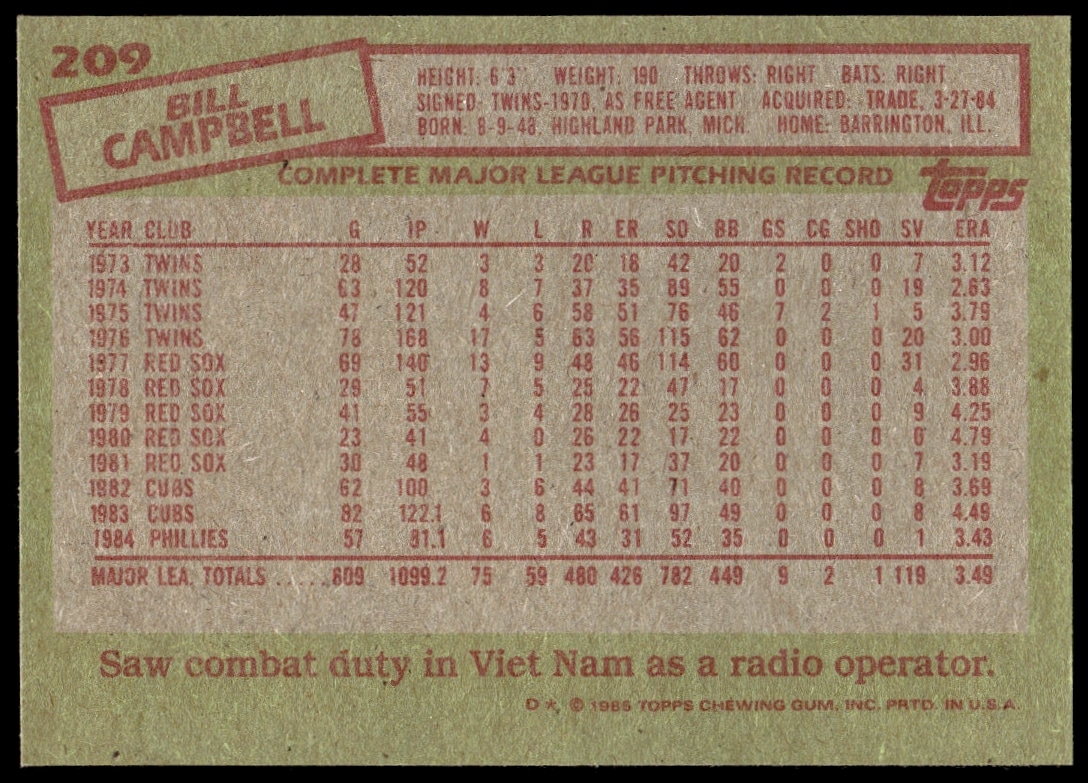 209
BILL
CAMPBELL
HEIGHT: 6'3" WEIGHT: 190 THROWS: RIGHT BATS: RIGHT
SIGNED: TWINS-1970, AS FREE AGENT ACQUIRED: TRADE, 3-27-84
BORN: 8-9-48, HIGHLAND PARK, MICH. HOME: BARRINGTON, ILL.
COMPLETE MAJOR LEAGUE PITCHING RECORD topps
YEAR CLUB G IP W L R ER SO BB GS CG SHO SV ERA
1973 TWINS 28 52 3 3 20 18 42 20 2 0 0 7 3.12
1974 TWINS 63 120 8 7 37 35 89 55 0 0 0 19 2.63
1975 TWINS 47 121 4 6 58 51 76 46 7 2 1 5 3.79
1976 TWINS 78 168 17 5 63 56 115 62 0 0 0 20 3.00
1977 RED SOX 69 140 13 9 48 46 114 60 0 0 0 31 2.96
1978 RED SOX 29 51 7 5 25 22 47 17 0 0 0 4 3.88
1979 RED SOX 41 55 3 4 28 26 25 23 0 0 0 9 4.25
1980 RED SOX 23 41 4 0 26 22 17 22 0 0 0 0 4.79
1981 RED SOX 30 48 1 1 23 17 37 20 0 0 0 7 3.19
1982 CUBS 62 100 3 6 44 41 71 40 0 0 0 8 3.69
1983 CUBS 82 122.1 6 8 65 61 97 49 0 0 0 8 4.49
1984 PHILLIES 57 81.1 6 5 43 31 52 35 0 0 0 1 3.43
MAJOR LEA. TOTALS .....609 1099.2 75 59 480 426 782 449 9 2 1 119 3.49
Saw combat duty in Viet Nam as a radio operator.
D*. © 1985 TOPPS CHEWING GUM, INC. PRTD. IN U.S.A.